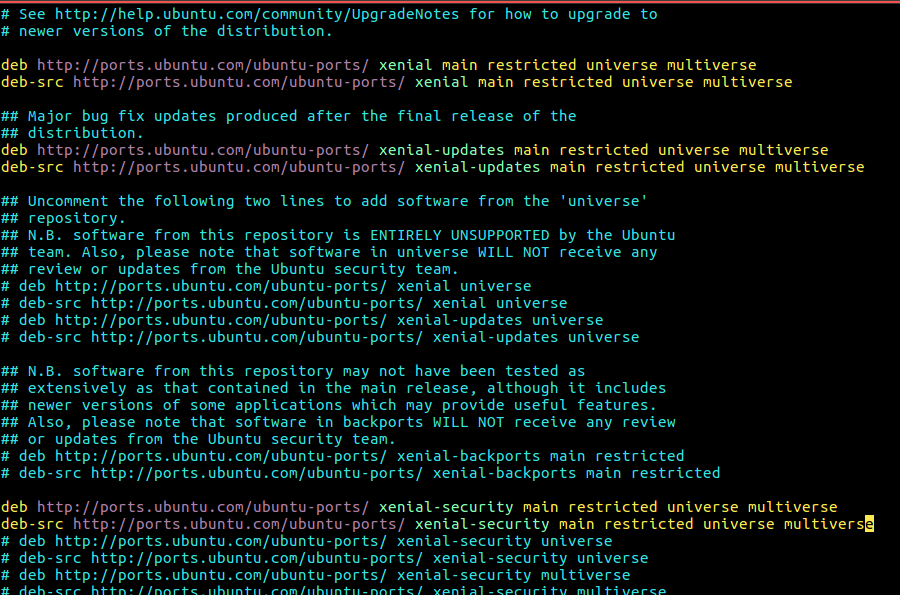 # See http://help.ubuntu.com/community/UpgradeNotes for how to upgrade to
# newer versions of the distribution.
deb http://ports.ubuntu.com/ubuntu-ports/ xenial main restricted universe multiverse
deb-src http://ports.ubuntu.com/ubuntu-ports/ xenial main restricted universe multiverse
## Major bug fix updates produced after the final release of the
## distribution.
deb http://ports.ubuntu.com/ubuntu-ports/ xenial-updates main restricted universe multiverse
deb-src http://ports.ubuntu.com/ubuntu-ports/ xenial-updates main restricted universe multiverse
## Uncomment the following two lines to add software from the 'universe'
## repository.
## N.B. software from this repository is ENTIRELY UNSUPPORTED by the Ubuntu
## team. Also, please note that software in universe WILL NOT receive any
## review or updates from the Ubuntu security team.
# deb http://ports.ubuntu.com/ubuntu-ports/ xenial universe
# deb-src http://ports.ubuntu.com/ubuntu-ports/ xenial universe
# deb http://ports.ubuntu.com/ubuntu-ports/ xenial-updates universe
# deb-src http://ports.ubuntu.com/ubuntu-ports/ xenial-updates universe
## N.B. software from this repository may not have been tested as
## extensively as that contained in the main release, although it includes
## newer versions of some applications which may provide useful features.
## Also, please note that software in backports WILL NOT receive any review
## or updates from the Ubuntu security team.
# deb http://ports.ubuntu.com/ubuntu-ports/ xenial-backports main restricted
# deb-src http://ports.ubuntu.com/ubuntu-ports/ xenial-backports main restricted
deb http://ports.ubuntu.com/ubuntu-ports/ xenial-security main restricted universe multiverse
deb-src http://ports.ubuntu.com/ubuntu-ports/ xenial-security main restricted universe multiverse
# deb http://ports.ubuntu.com/ubuntu-ports/ xenial-security universe
# deb-src http://ports.ubuntu.com/ubuntu-ports/ xenial-security universe
# deb http://ports.ubuntu.com/ubuntu-ports/ xenial-security multiverse
# deb-src http://ports.ubuntu.com/ubuntu-ports/ xenial-security multiverse